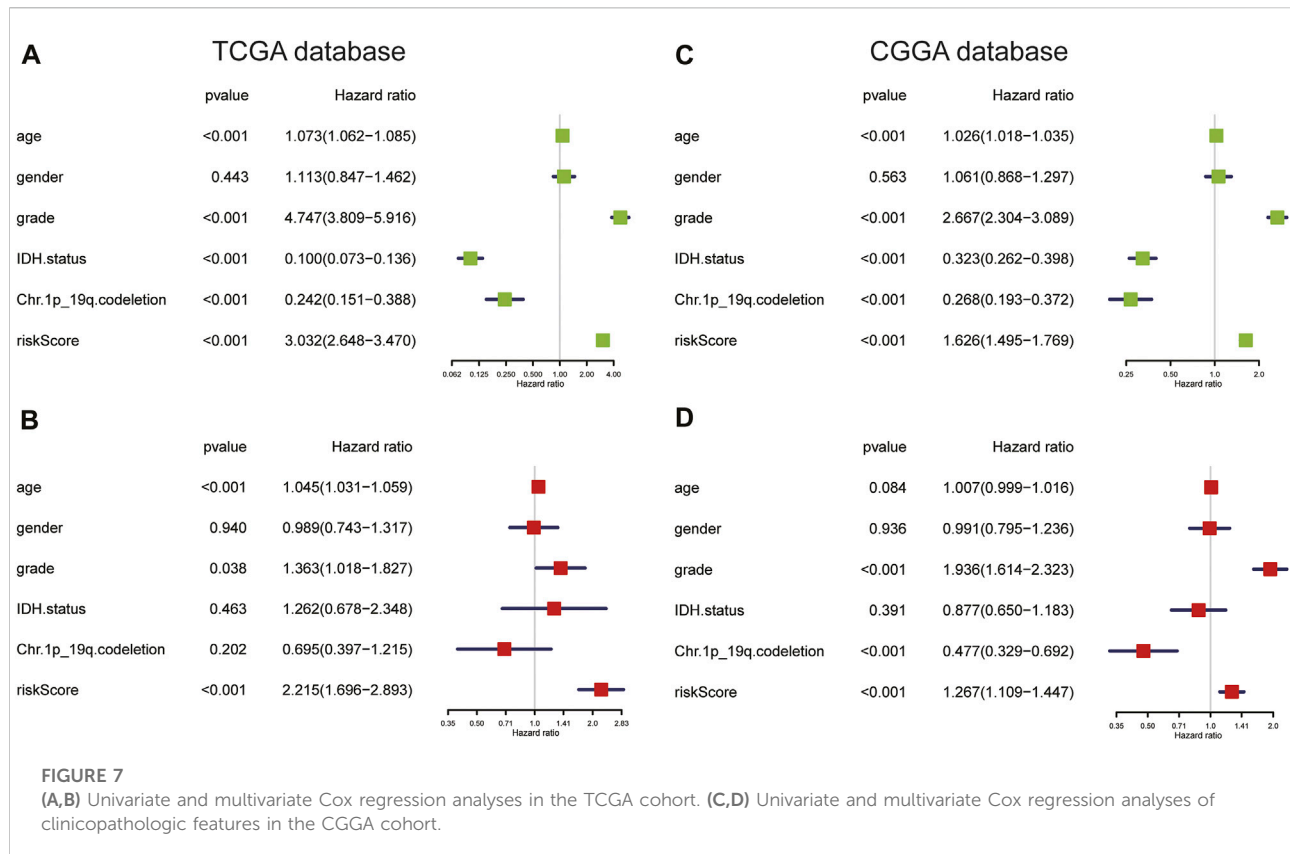 A
TCGA database
pvalue Hazard ratio
age <0.001 1.073(1.062−1.085)
gender 0.443 1.113(0.847−1.462)
grade <0.001 4.747(3.809−5.916)
IDH.status <0.001 0.100(0.073−0.136)
Chr.1p_19q.codeletion <0.001 0.242(0.151−0.388)
riskScore <0.001 3.032(2.648−3.470)
0.062 0.125 0.250 0.500 1.00 2.00 4.00
Hazard ratio
B
pvalue Hazard ratio
age <0.001 1.045(1.031−1.059)
gender 0.940 0.989(0.743−1.317)
grade 0.038 1.363(1.018−1.827)
IDH.status 0.463 1.262(0.678−2.348)
Chr.1p_19q.codeletion 0.202 0.695(0.397−1.215)
riskScore <0.001 2.215(1.696−2.893)
0.35 0.50 0.71 1.0 1.41 2.0 2.83
Hazard ratio
C
CGGA database
pvalue Hazard ratio
age <0.001 1.026(1.018−1.035)
gender 0.563 1.061(0.868−1.297)
grade <0.001 2.667(2.304−3.089)
IDH.status <0.001 0.323(0.262−0.398)
Chr.1p_19q.codeletion <0.001 0.268(0.193−0.372)
riskScore <0.001 1.626(1.495−1.769)
0.25 0.50 1.0 2.0
Hazard ratio
D
pvalue Hazard ratio
age 0.084 1.007(0.999−1.016)
gender 0.936 0.991(0.795−1.236)
grade <0.001 1.936(1.614−2.323)
IDH.status 0.391 0.877(0.650−1.183)
Chr.1p_19q.codeletion <0.001 0.477(0.329−0.692)
riskScore <0.001 1.267(1.109−1.447)
0.35 0.50 0.71 1.0 1.41 2.0
Hazard ratio
FIGURE 7
(A,B) Univariate and multivariate Cox regression analyses in the TCGA cohort. (C,D) Univariate and multivariate Cox regression analyses of
clinicopathologic features in the CGGA cohort.